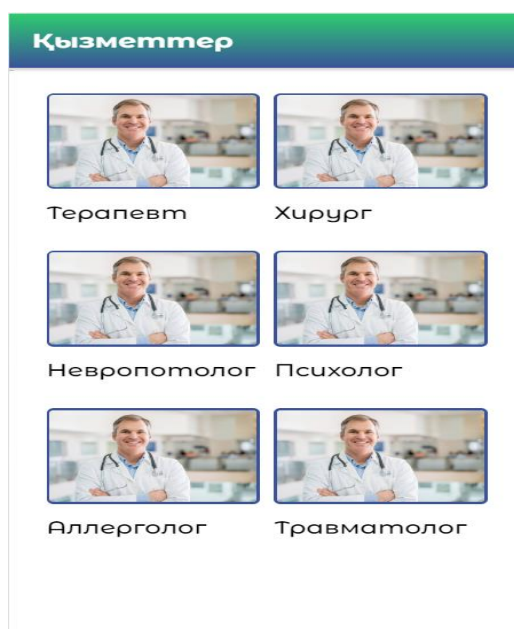 Қызметтер
Терапевт
Хирург
Невропотолог
Психолог
Аллерголог
Травматолог